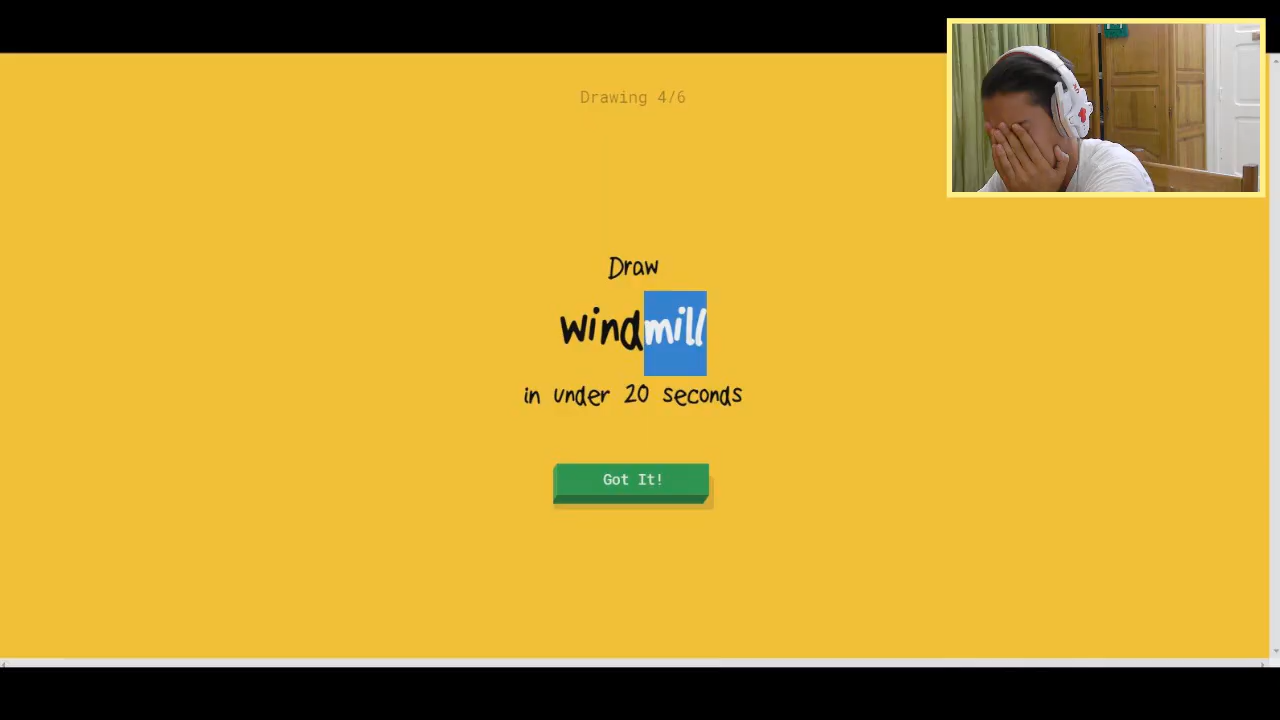 Drawing 4/6
Draw
windmill
in under 20 seconds
Got It!